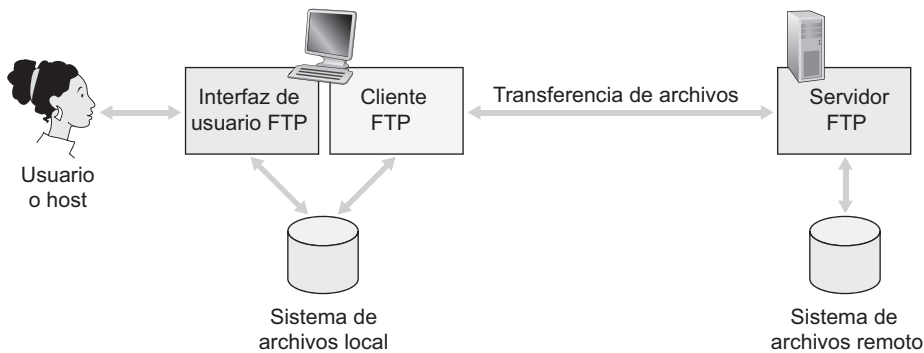 Usuario
o host
Interfaz de
usuario FTP
Cliente
FTP
Transferencia de archivos
Servidor
FTP
Sistema de
archivos local
Sistema de
archivos remoto